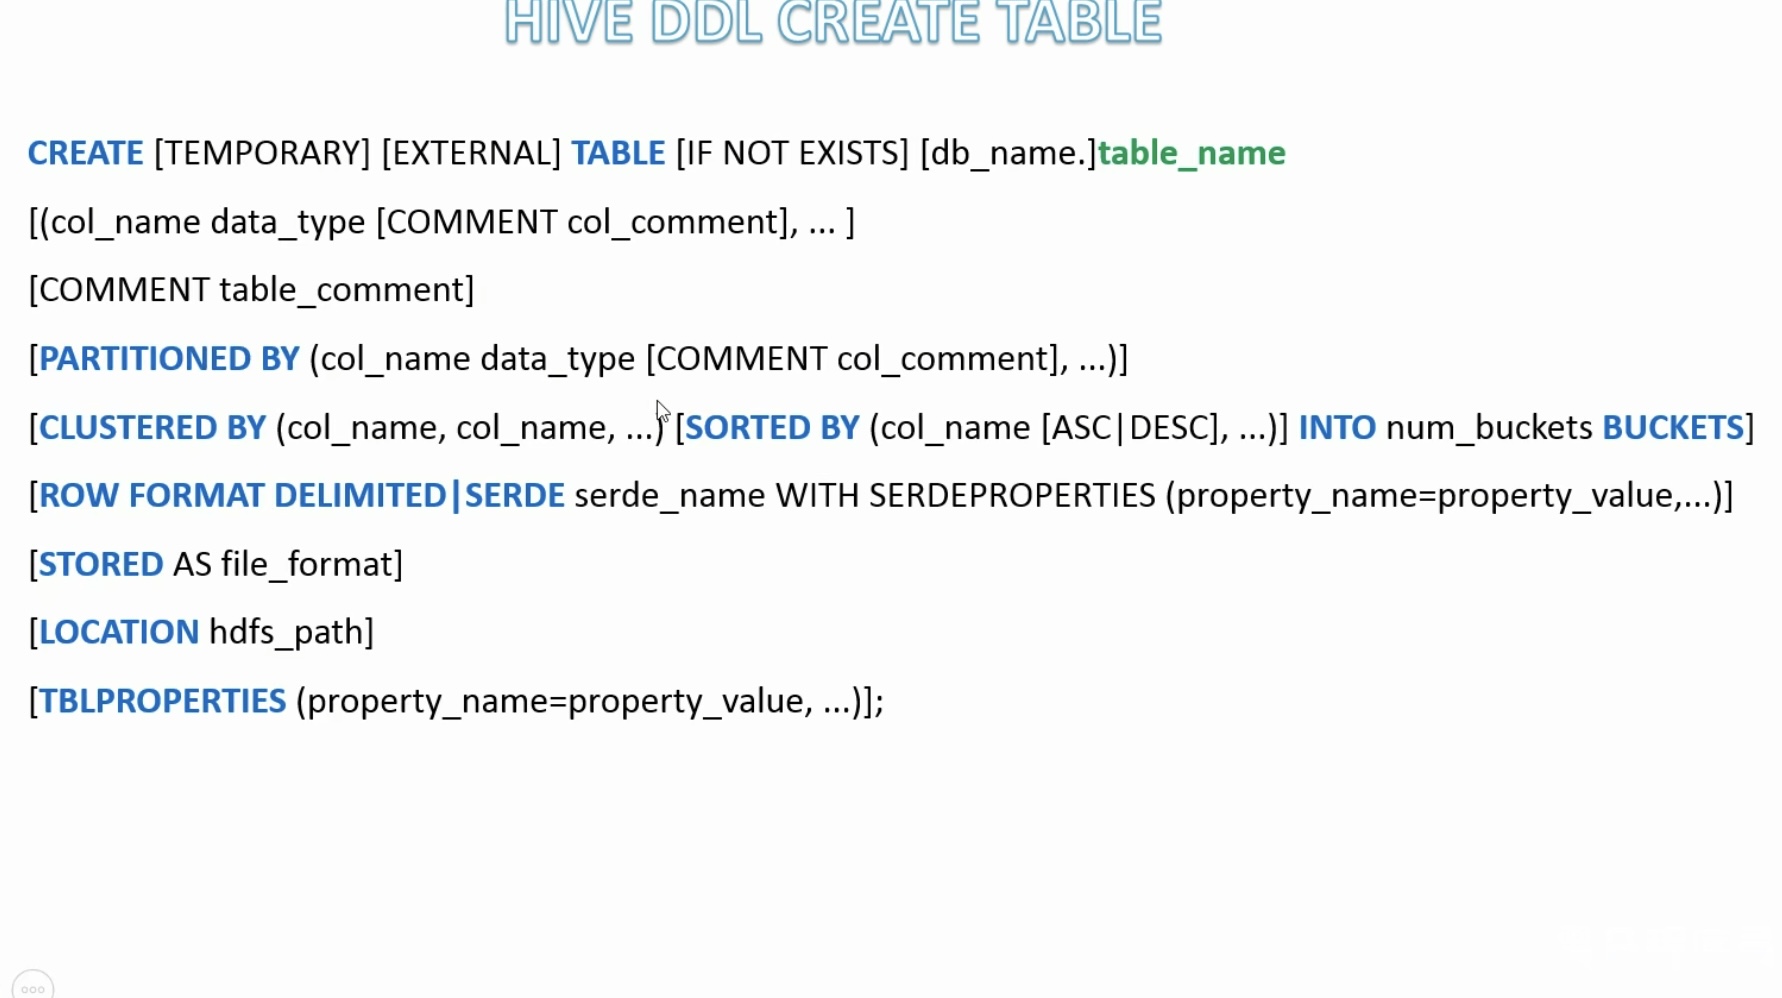 HIVE DDL CREATE TABLE
CREATE [TEMPORARY] [EXTERNAL] TABLE [IF NOT EXISTS] [db_name.]table_name
[(col_name data_type [COMMENT col_comment], ... ]
[COMMENT table_comment]
[PARTITIONED BY (col_name data_type [COMMENT col_comment], ...)]
[CLUSTERED BY (col_name, col_name, ...) [SORTED BY (col_name [ASC|DESC], ...)] INTO num_buckets BUCKETS]
[ROW FORMAT DELIMITED|SERDE serde_name WITH SERDEPROPERTIES (property_name=property_value,...)]
[STORED AS file_format]
[LOCATION hdfs_path]
[TBLPROPERTIES (property_name=property_value, ...)];